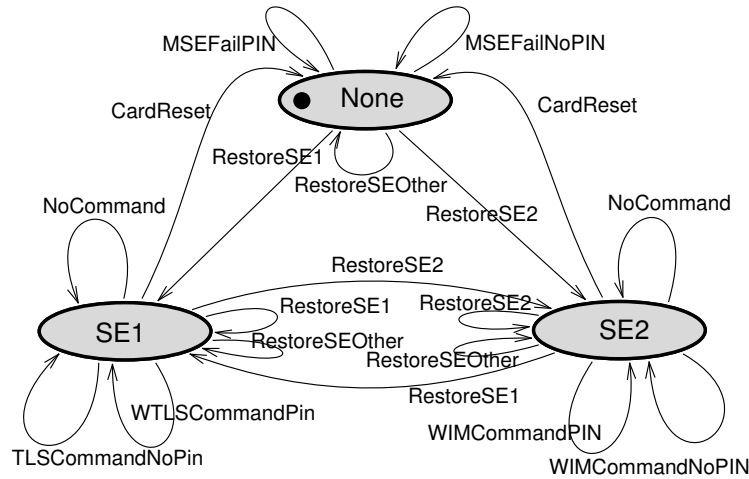 MSEFailPIN
MSEFailNoPIN
None
CardReset
CardReset
RestoreSE1
RestoreSEOther
RestoreSE2
NoCommand
NoCommand
RestoreSE2
RestoreSE1
RestoreSE2
SE1
SE2
RestoreSEOther
RestoreSEOther
RestoreSE1
WTLSCommandPin
WIMCommandPIN
TLSCommandNoPin
WIMCommandNoPIN